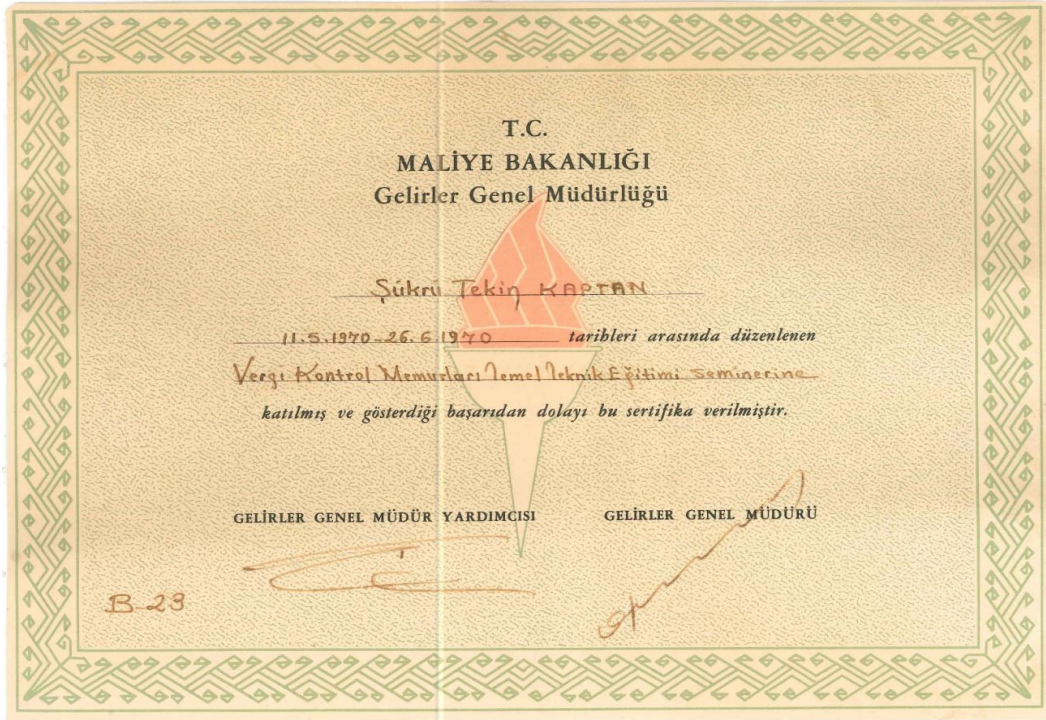 T.C.
MALİYE BAKANLIĞI
Gelirler Genel Müdürlüğü
Şükrü Tekin KAPTAN
11.5.1970-26.6.1970 tarihleri arasında düzenlenen
Vergi Kontrol Memurları Temel Teknik Eğitimi Seminerine
katılmış ve gösterdiği başarıdan dolayı bu sertifika verilmiştir.
GELİRLER GENEL MÜDÜR YARDIMCISI GELİRLER GENEL MÜDÜRÜ
B-23